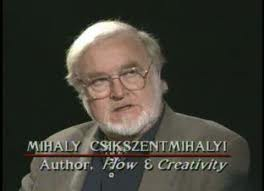 MIHALY CSIKSZENTMIHALYI
Author, Flow & Creativity